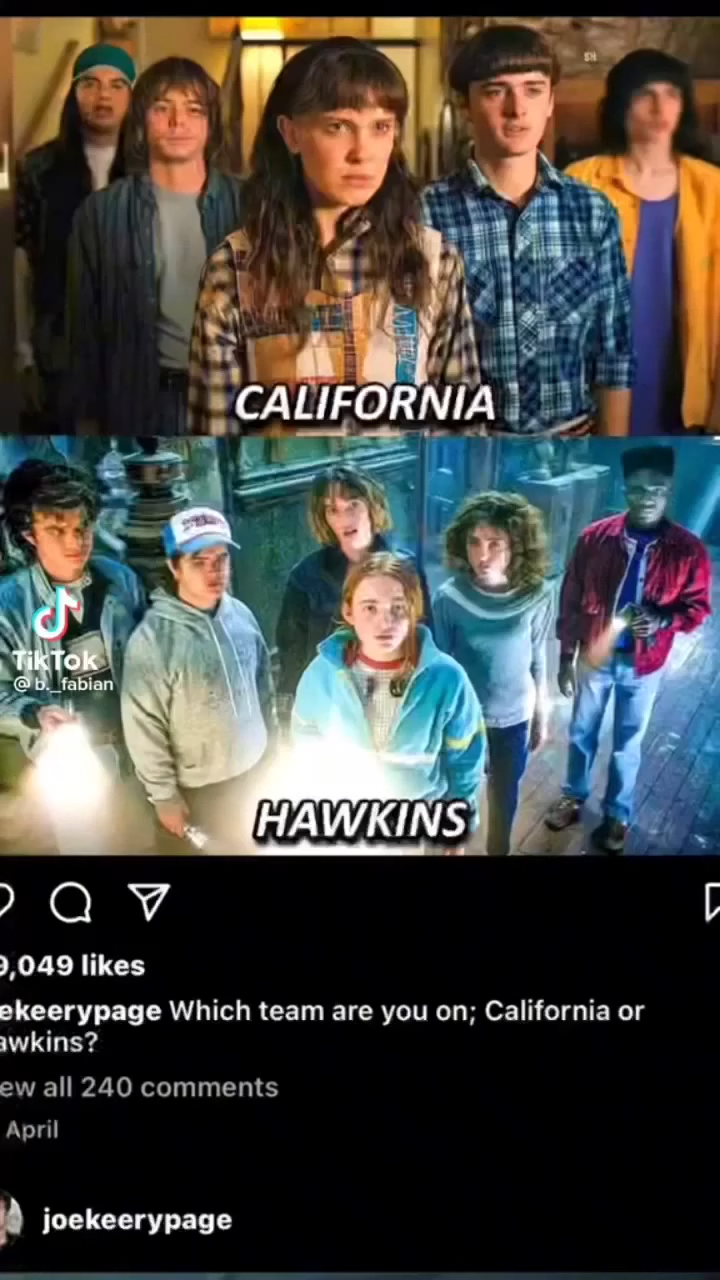 SH
CALIFORNIA
TikTok
@b._fabian
HAWKINS
9,049 likes
ekeerypage Which team are you on; California or
awkins?
ew all 240 comments
April
joekeerypage